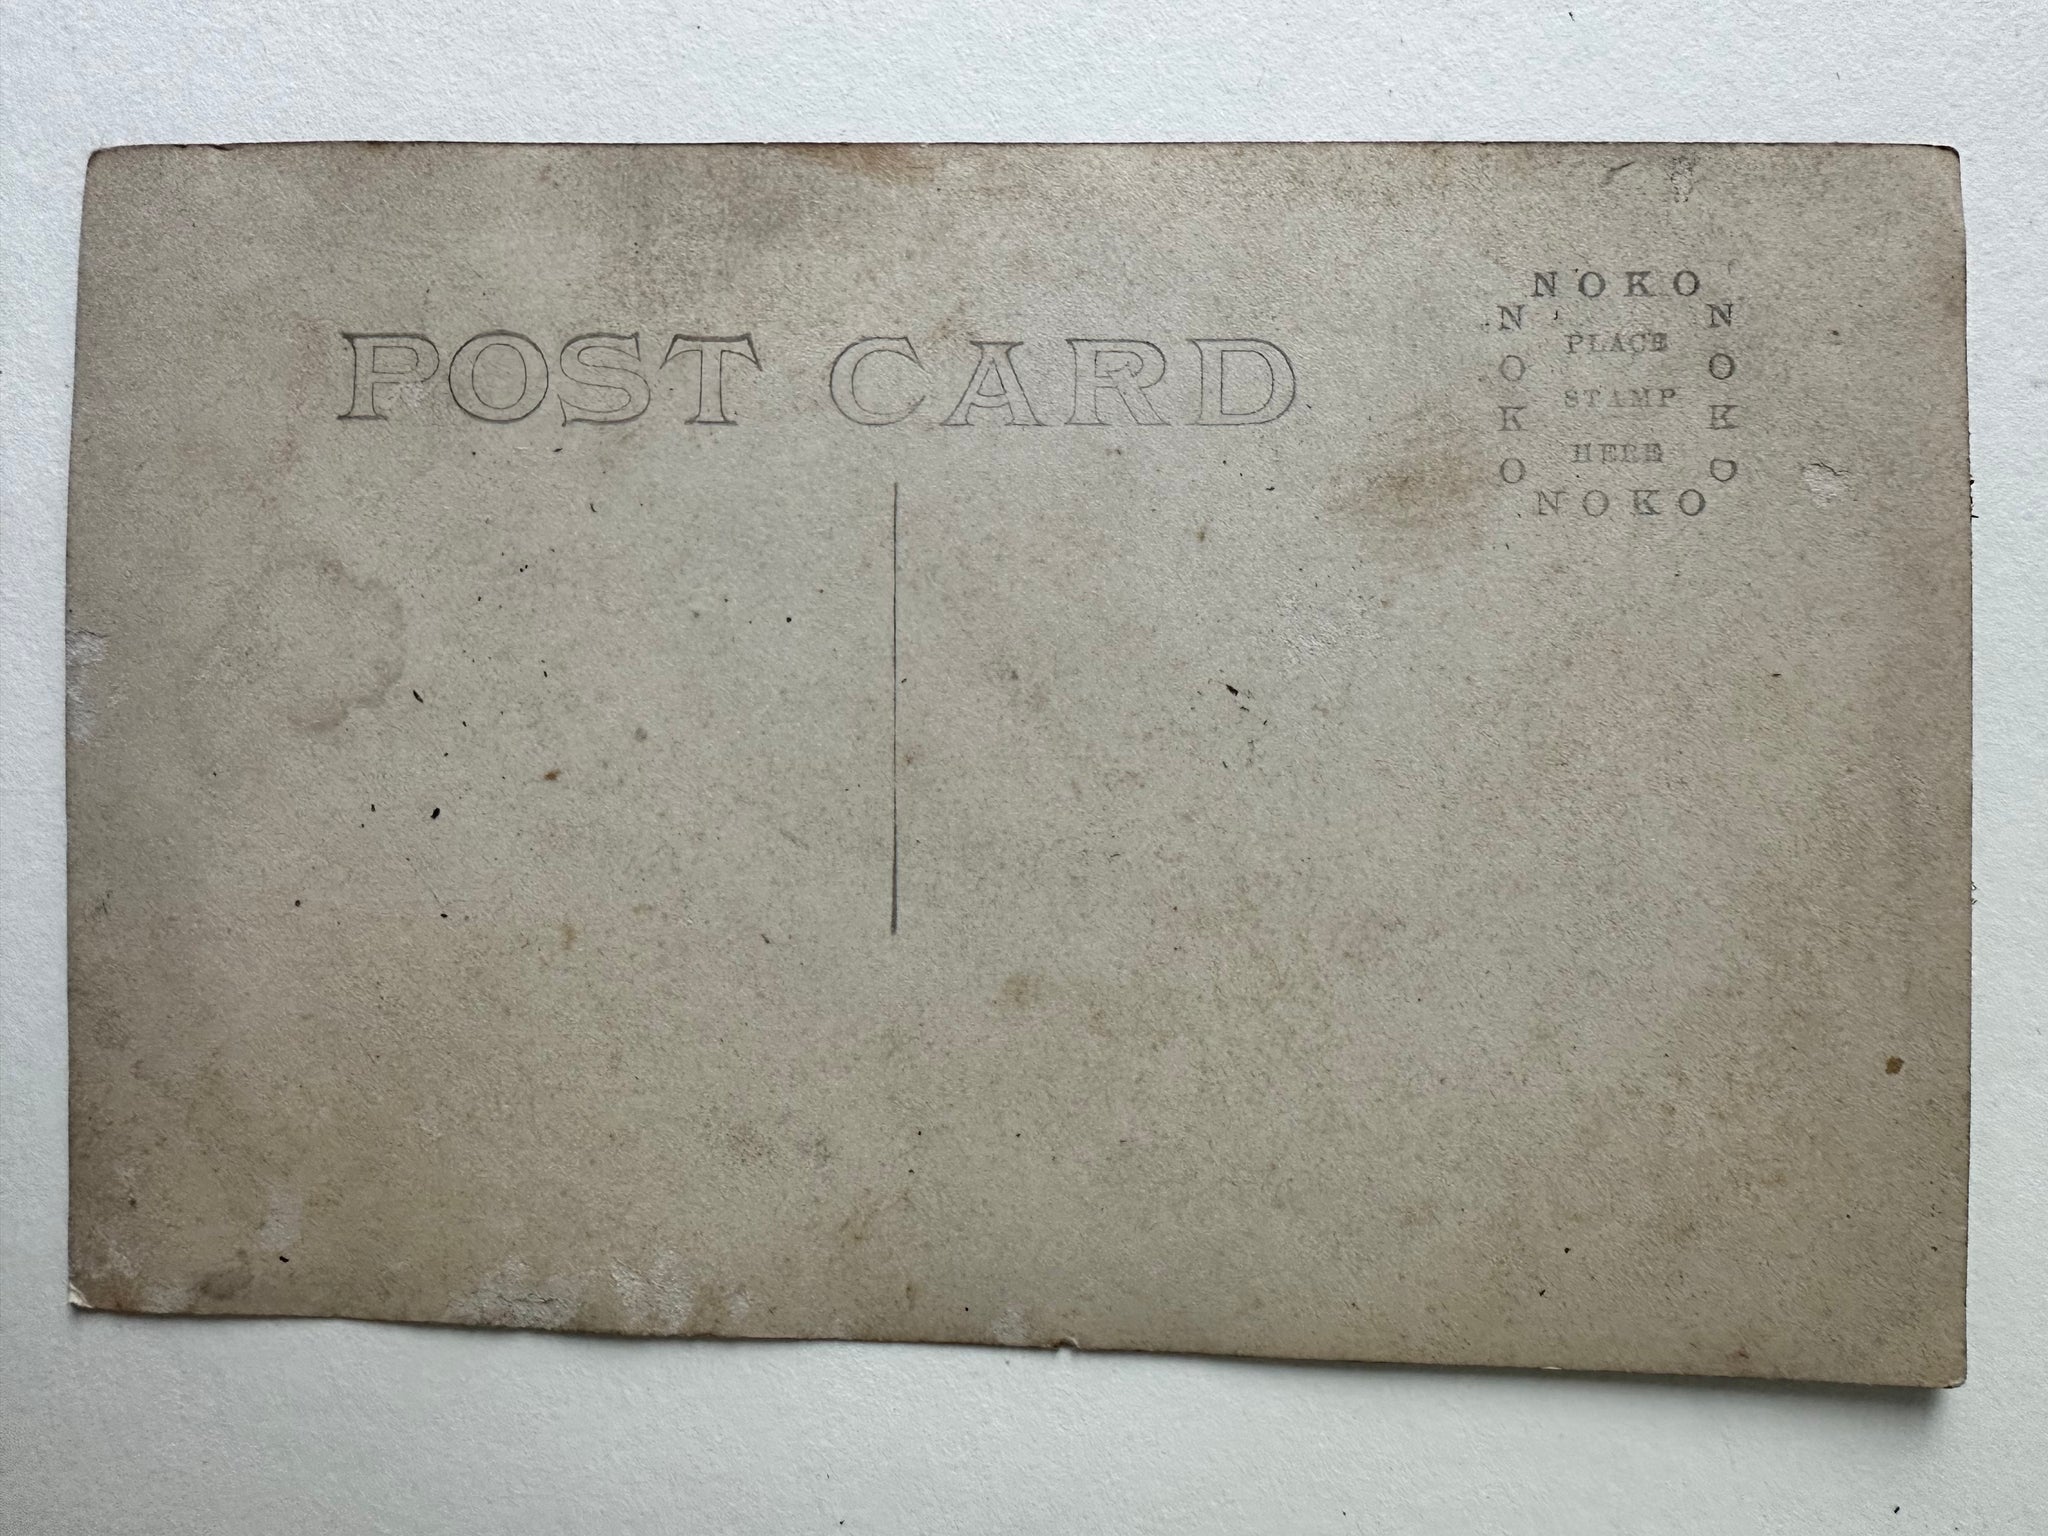 POST CARD
NOKO
N N
PLACE
O O
STAMP
K K
HERE
O O
NOKO